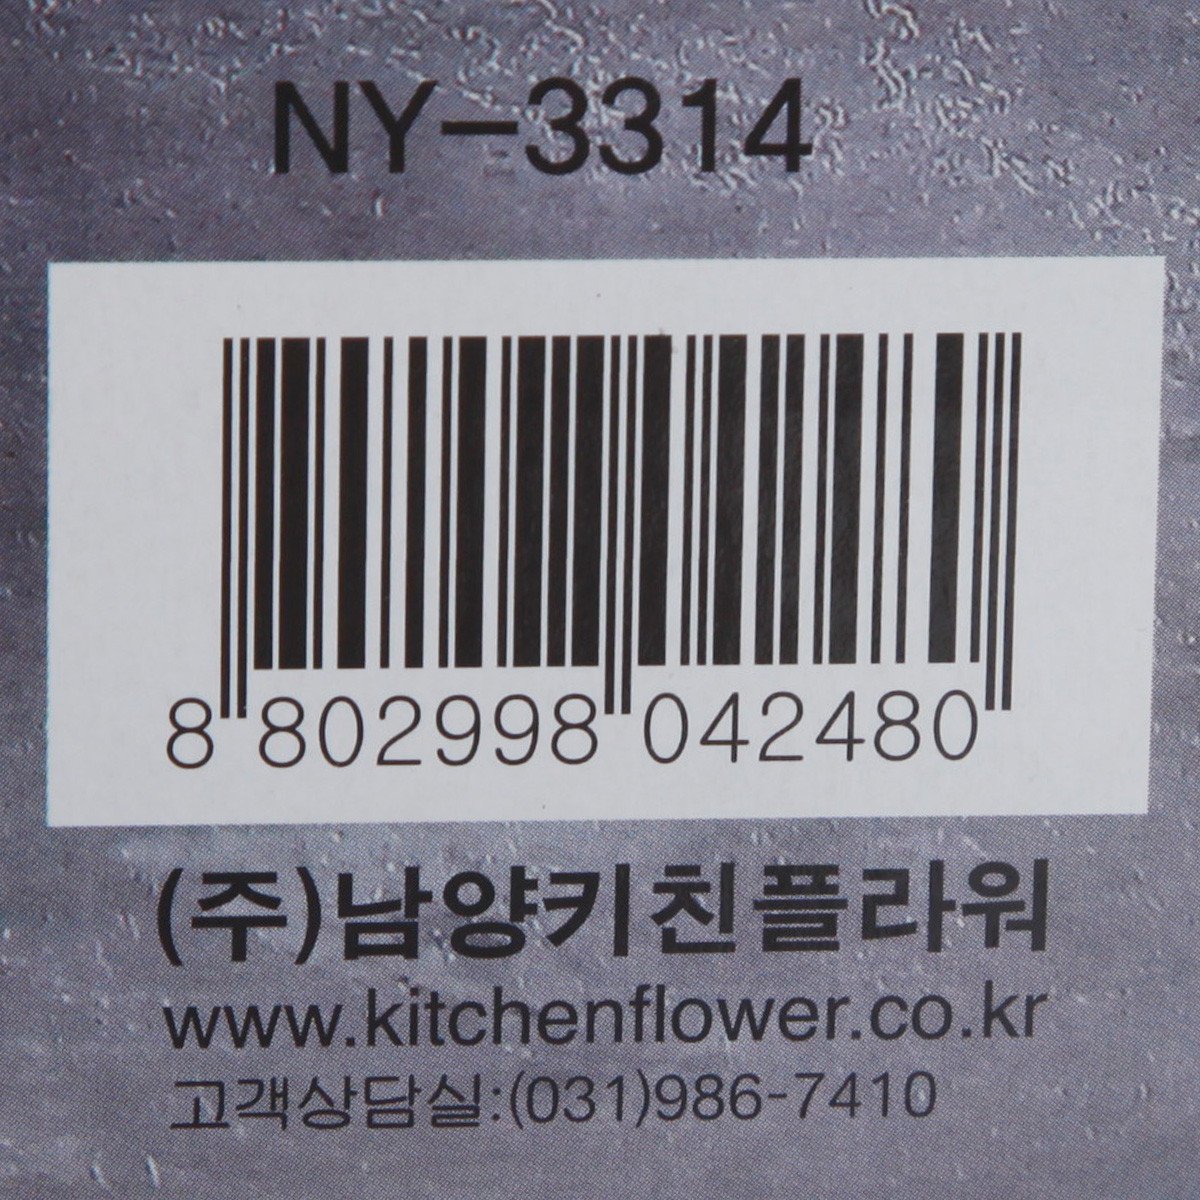 NY-3314
8 802998 042480
(주)남양키친플라워
www.kitchenflower.co.kr
고객상담실:(031)986-7410